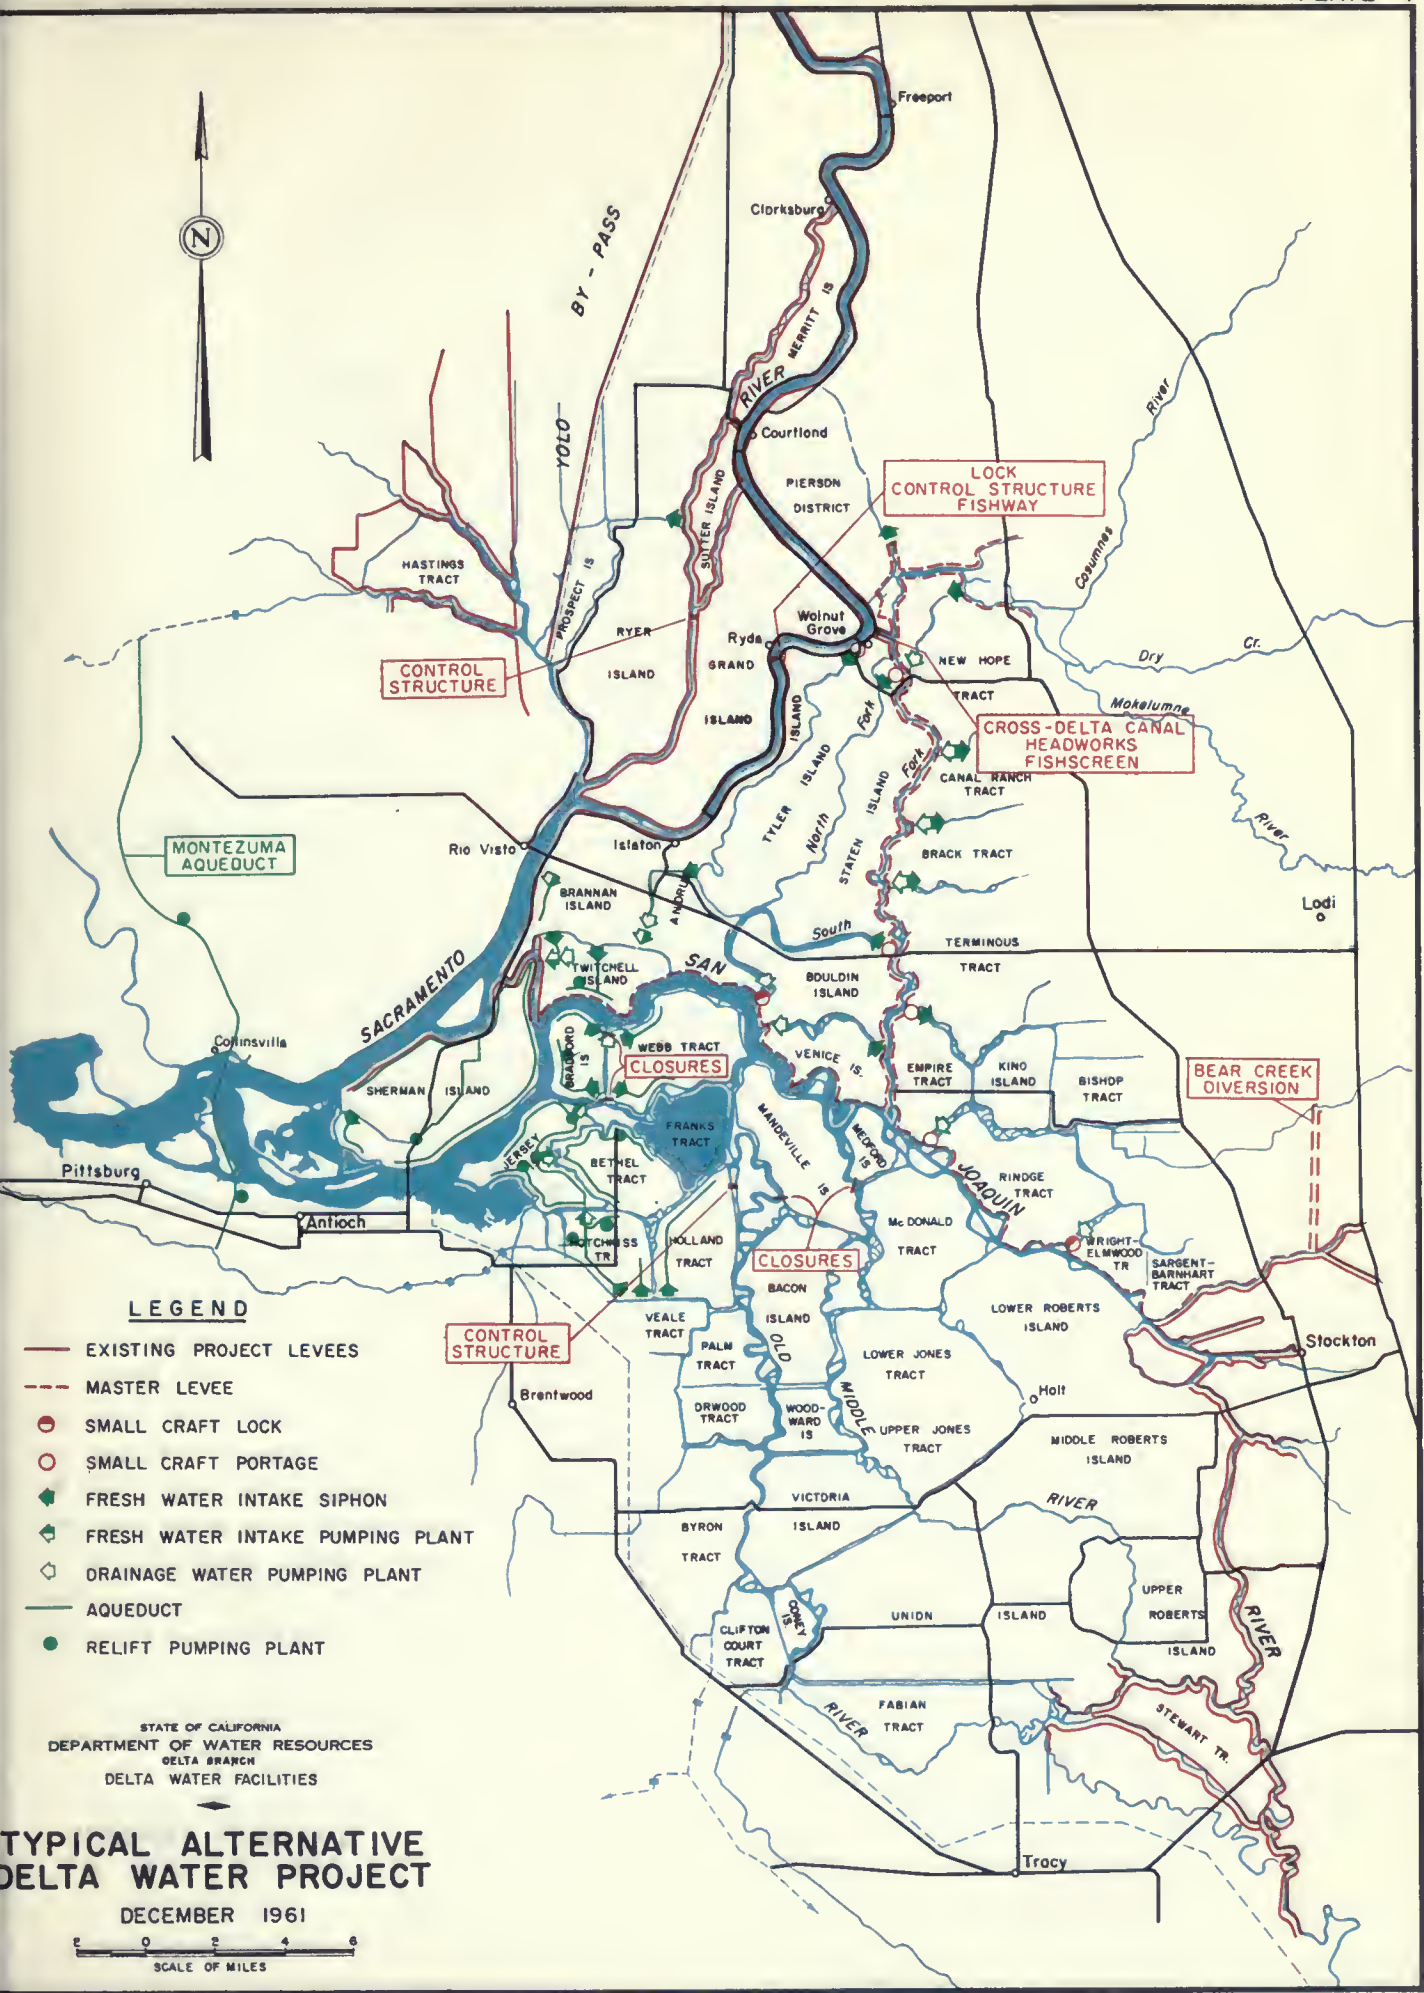 Freeport
Clarksburg
BY - PASS
MERRITT IS
RIVER
Courtland
YOLO
PIERSON
DISTRICT
LOCK
CONTROL STRUCTURE
FISHWAY
SUTTER ISLAND
River
Cosumnes
HASTINGS
TRACT
PROSPECT IS
RYER
ISLAND
Ryde
Walnut
Grove
GRAND
ISLAND
ISLAND
NEW HOPE
TRACT
Dry
Cr.
Mokelumne
River
CONTROL
STRUCTURE
CROSS-DELTA CANAL
HEADWORKS
FISHSCREEN
CANAL RANCH
TRACT
TYLER ISLAND
North
Fork
STATEN ISLAND
Fork
South
BRACK TRACT
MONTEZUMA
AQUEDUCT
Rio Vista
Isleton
BRANNAN
ISLAND
Lodi
TERMINOUS
TRACT
SACRAMENTO
TWITCHELL
ISLAND
SAN
BOULDIN
ISLAND
Collinsville
BRADFORD
IS
WEBB TRACT
CLOSURES
VENICE IS.
EMPIRE
TRACT
KING
ISLAND
BISHOP
TRACT
BEAR CREEK
DIVERSION
SHERMAN ISLAND
FRANKS
TRACT
MANDEVILLE
IS
MEDFORD
IS
JOAQUIN
Pittsburg
Antioch
JERSEY
BETHEL
TRACT
RINDGE
TRACT
HOTCHKISS
TR
HOLLAND
TRACT
CLOSURES
Mc DONALD
TRACT
WRIGHT-
ELMWOOD
TR
SARGENT-
BARNHART
TRACT
BACON
ISLAND
LEGEND
EXISTING PROJECT LEVEES
MASTER LEVEE
SMALL CRAFT LOCK
SMALL CRAFT PORTAGE
FRESH WATER INTAKE SIPHON
FRESH WATER INTAKE PUMPING PLANT
DRAINAGE WATER PUMPING PLANT
AQUEDUCT
RELIFT PUMPING PLANT
CONTROL
STRUCTURE
VEALE
TRACT
PALM
TRACT
OLD
LOWER ROBERTS
ISLAND
Stockton
LOWER JONES
TRACT
Brentwood
ORWOOD
TRACT
WOOD-
WARD
IS
MIDDLE
UPPER JONES
TRACT
Holt
MIDDLE ROBERTS
ISLAND
VICTORIA
ISLAND
RIVER
BYRON
TRACT
CONEY
IS.
UNION ISLAND
UPPER
ROBERTS
ISLAND
RIVER
CLIFTON
COURT
TRACT
RIVER
FABIAN
TRACT
STEWART TR.
Tracy
STATE OF CALIFORNIA
DEPARTMENT OF WATER RESOURCES
DELTA BRANCH
DELTA WATER FACILITIES
TYPICAL ALTERNATIVE
DELTA WATER PROJECT
DECEMBER 1961
2 0 2 4 6
SCALE OF MILES
N